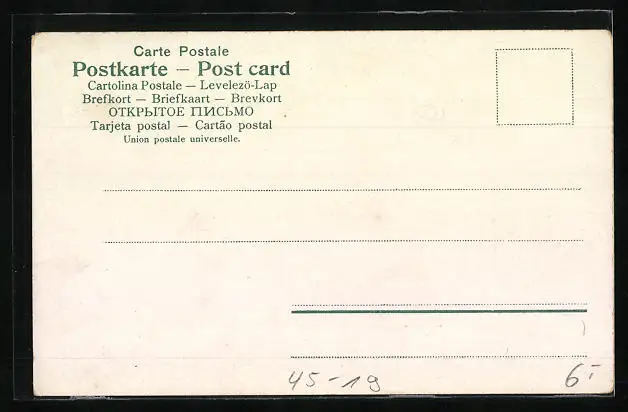 Carte Postale
Postkarte — Post card
Cartolina Postale — Levelező-Lap
Brefkort — Briefkaart — Brevkort
ОТКРЫТОЕ ПИСЬМО
Tarjeta postal — Cartão postal
Union postale universelle.
45-19 6-